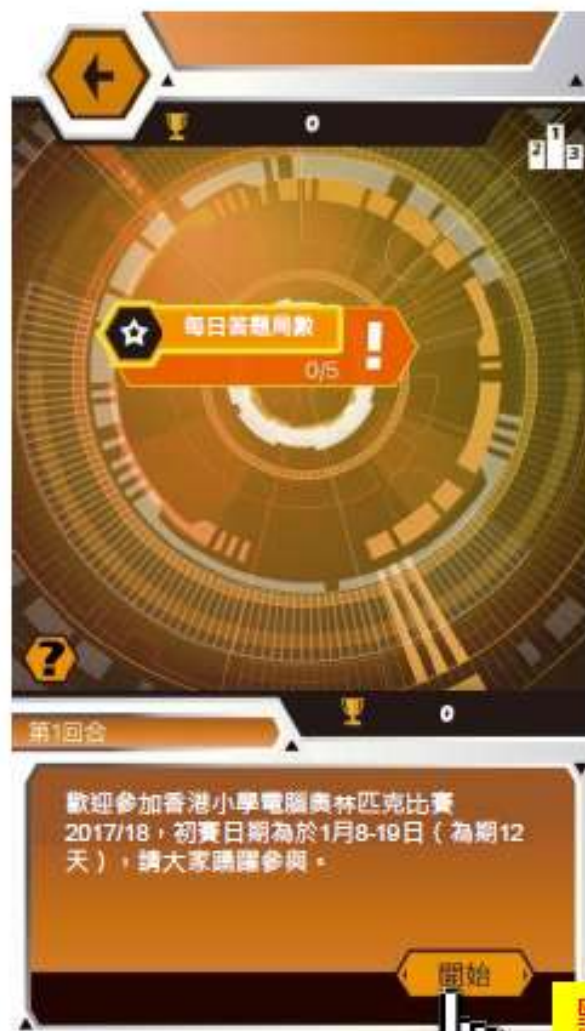 0
2 1 3
每日答題局數
0/5
!
?
0
第1回合
歡迎參加香港小學電腦奧林匹克比賽
2017/18，初賽日期為於1月8-19日（為期12
天），請大家踴躍參與。
開始